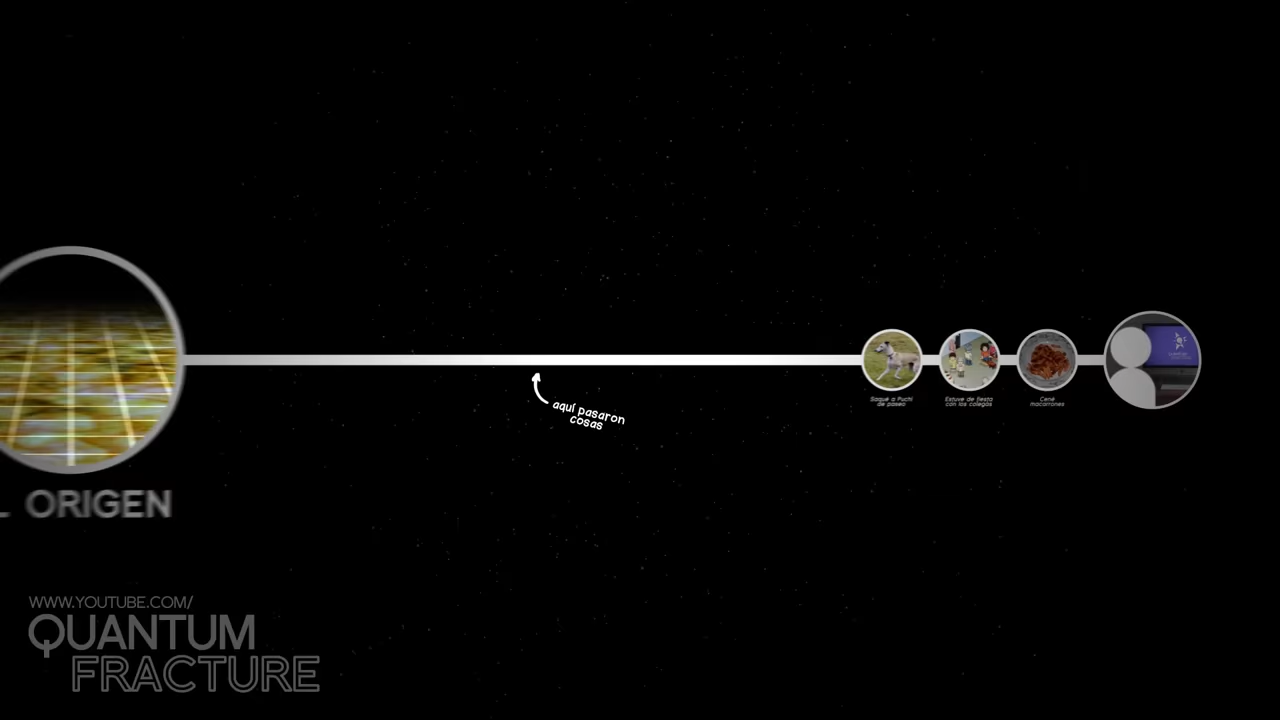 aquí pasaron
cosas
Saqué a Puchi
de paseo
Estuve de fiesta
con los colegas
Cené
macarrones
L ORIGEN
WWW.YOUTUBE.COM/
QUANTUM
FRACTURE